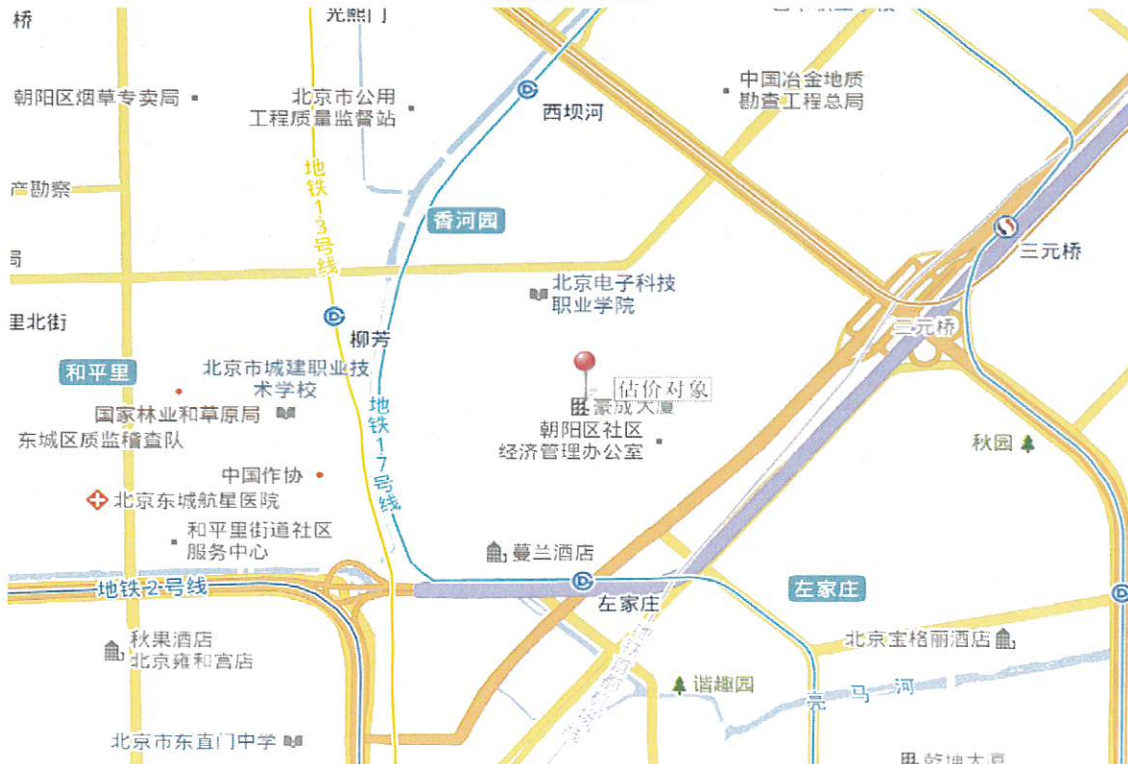 桥
光熙门
朝阳区烟草专卖局
北京市公用
工程质量监督站
西坝河
中国冶金地质
勘查工程总局
产勘察
地铁13号线
香河园
三元桥
局
北京电子科技
职业学院
里北街
柳芳
三元桥
和平里
北京市城建职业技
术学校
估价对象
豪成大厦
国家林业和草原局
东城区质监稽查队
地铁17号线
朝阳区社区
经济管理办公室
秋园
中国作协
北京东城航星医院
和平里街道社区
服务中心
蔓兰酒店
地铁2号线
左家庄
左家庄
秋果酒店
北京雍和宫店
北京宝格丽酒店
谐趣园
亮马河
北京市东直门中学
乾坤大厦